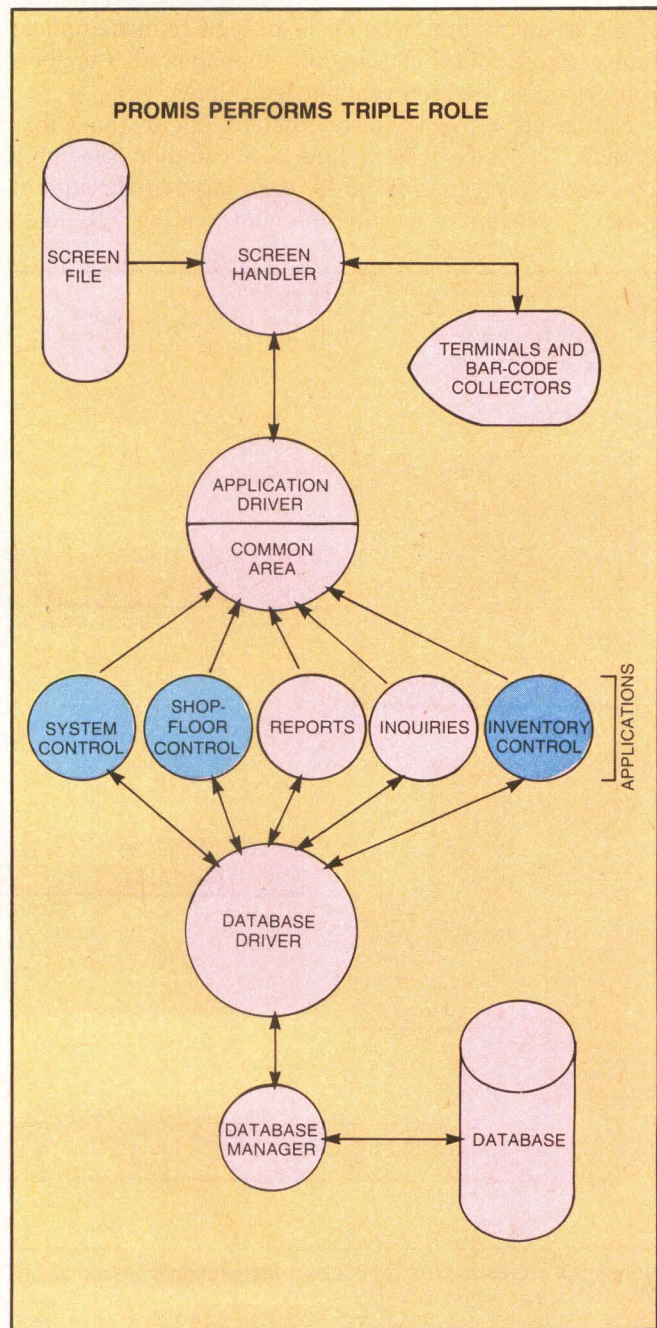 PROMIS PERFORMS TRIPLE ROLE
SCREEN
FILE
SCREEN
HANDLER
TERMINALS AND
BAR-CODE
COLLECTORS
APPLICATION
DRIVER
COMMON
AREA
SYSTEM
CONTROL
SHOP-
FLOOR
CONTROL
REPORTS
INQUIRIES
INVENTORY
CONTROL
APPLICATIONS
DATABASE
DRIVER
DATABASE
MANAGER
DATABASE